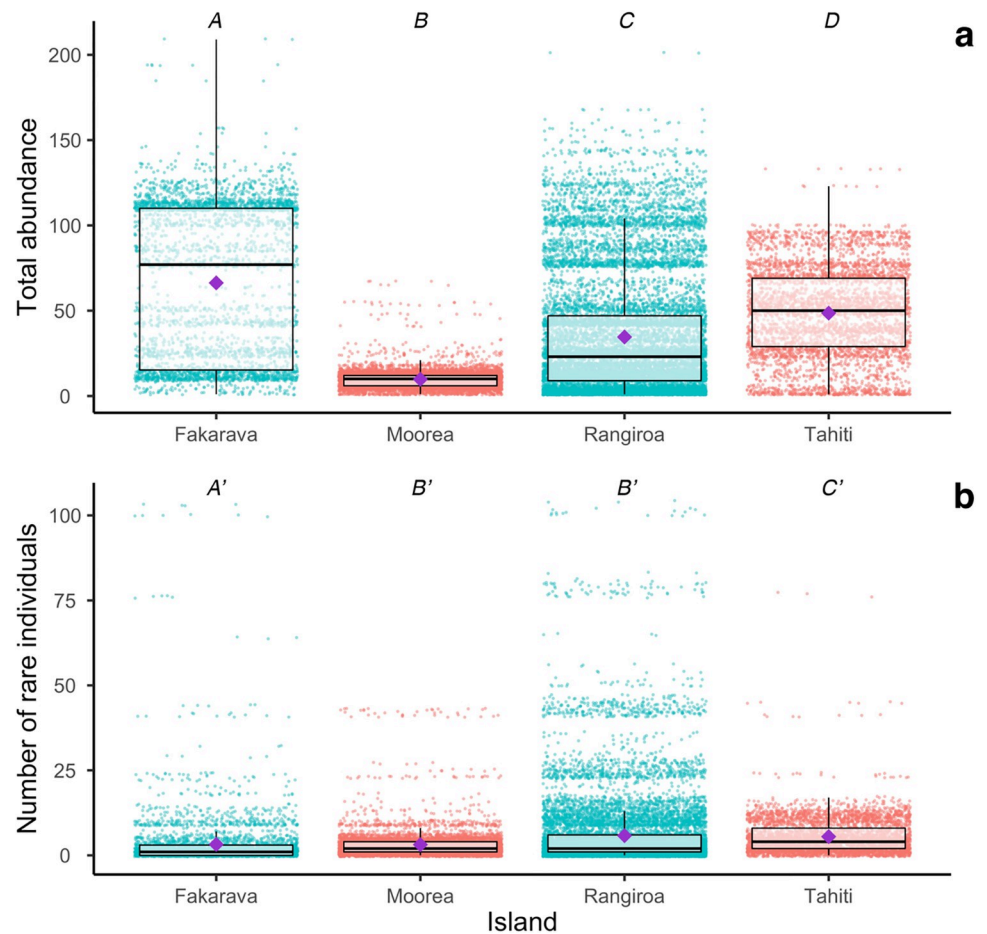 A B C D
a
Total abundance
200
150
100
50
0
Fakarava Moorea Rangiroa Tahiti
A’ B’ B’ C’
b
Number of rare individuals
100
75
50
25
0
Fakarava Moorea Rangiroa Tahiti
Island